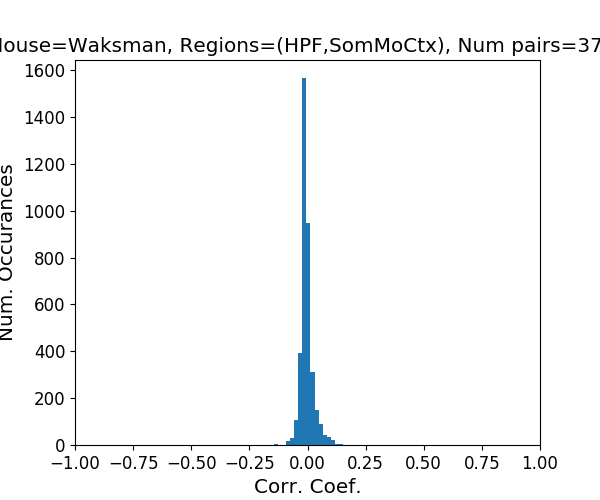 Mouse=Waksman, Regions=(HPF,SomMoCtx), Num pairs=37
1600
1400
1200
1000
800
600
400
200
0
Num. Occurances
−1.00 −0.75 −0.50 −0.25 0.00 0.25 0.50 0.75 1.00
Corr. Coef.